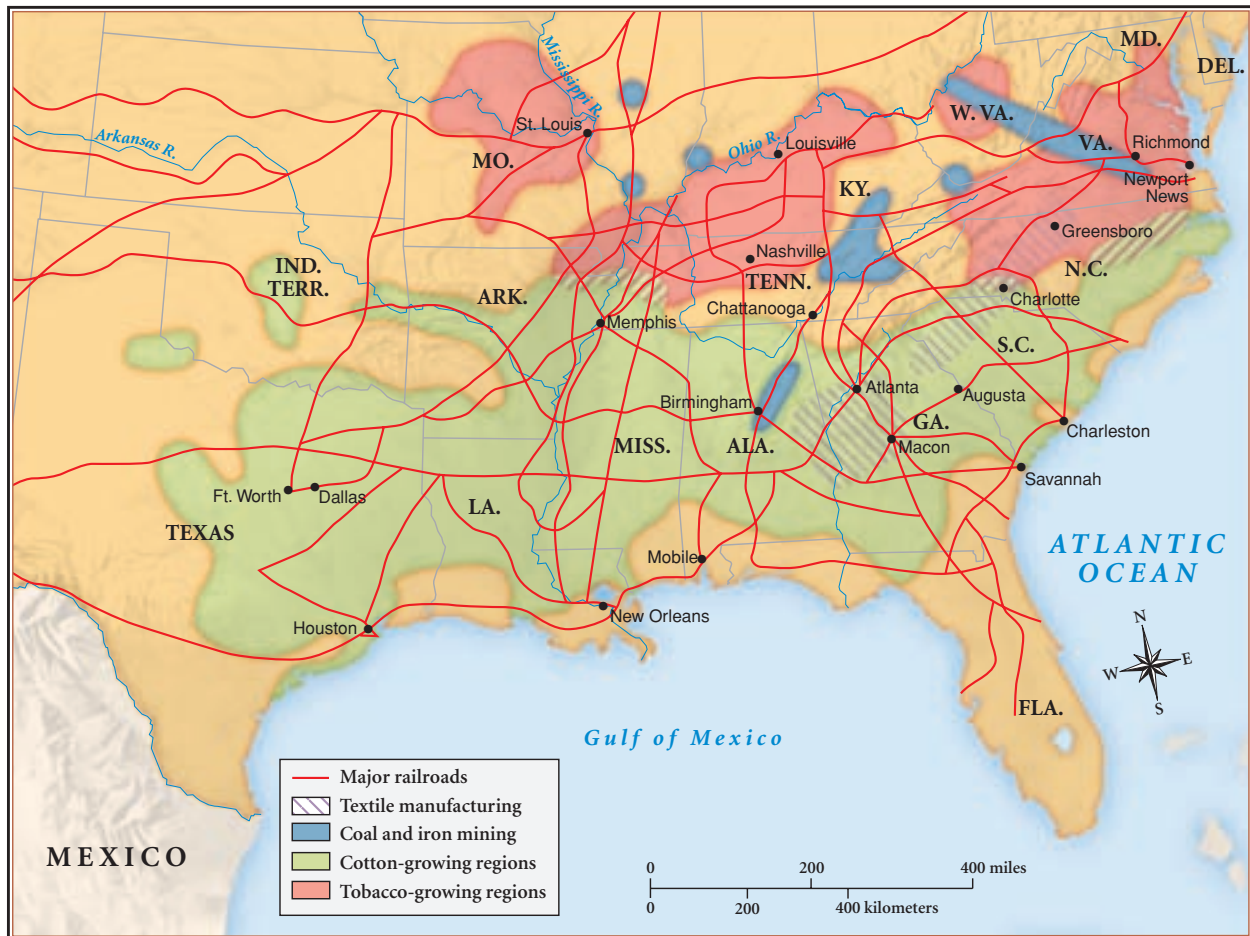 MD.
DEL.
Mississippi R.
W. VA.
St. Louis
Arkansas R.
Ohio R.
Louisville
VA.
Richmond
MO.
Newport
News
KY.
Greensboro
Nashville
IND.
TERR.
TENN.
N.C.
ARK.
Charlotte
Chattanooga
Memphis
S.C.
Atlanta
Augusta
Birmingham
GA.
Charleston
MISS.
ALA.
Macon
Savannah
Ft. Worth
Dallas
LA.
TEXAS
ATLANTIC
OCEAN
Mobile
New Orleans
Houston
N
W
E
S
FLA.
Gulf of Mexico
Major railroads
Textile manufacturing
Coal and iron mining
Cotton-growing regions
Tobacco-growing regions
MEXICO
0 200 400 miles
0 200 400 kilometers